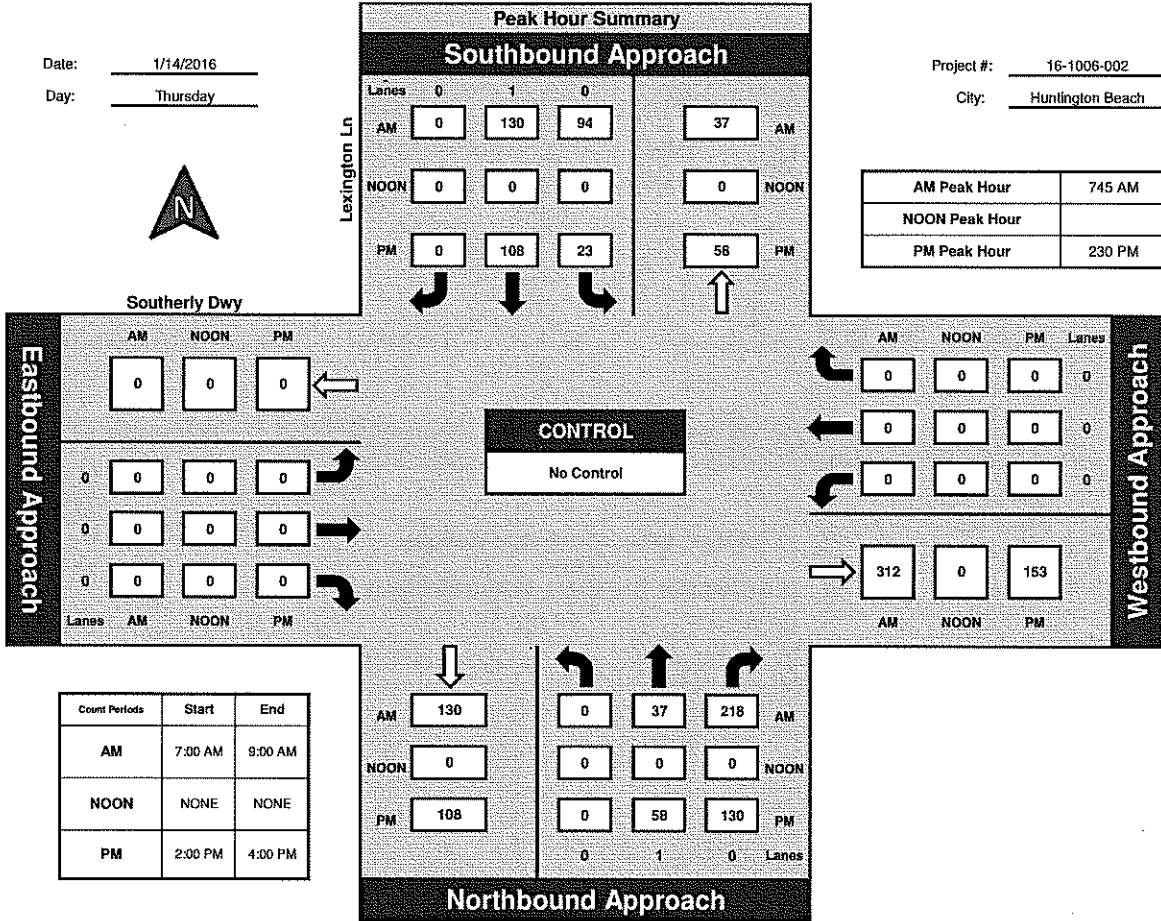 Peak Hour Summary
Southbound Approach
Date: 1/14/2016
Day: Thursday
Project #: 16-1006-002
City: Huntington Beach
N
Lexington Ln
Lanes 0 1 0
AM 0 130 94 37 AM
NOON 0 0 0 0 NOON
PM 0 108 23 58 PM
AM Peak Hour 745 AM
NOON Peak Hour
PM Peak Hour 230 PM
Southerly Dwy
Eastbound Approach
AM NOON PM
0 0 0
0 0 0 0
0 0 0 0
0 0 0 0
Lanes AM NOON PM
CONTROL
No Control
AM NOON PM Lanes
0 0 0 0
0 0 0 0
0 0 0 0
312 0 153
AM NOON PM
Westbound Approach
Count Periods Start End
AM 7:00 AM 9:00 AM
NOON NONE NONE
PM 2:00 PM 4:00 PM
AM 130 0 37 218 AM
NOON 0 0 0 0 NOON
PM 108 0 58 130 PM
0 1 0 Lanes
Northbound Approach